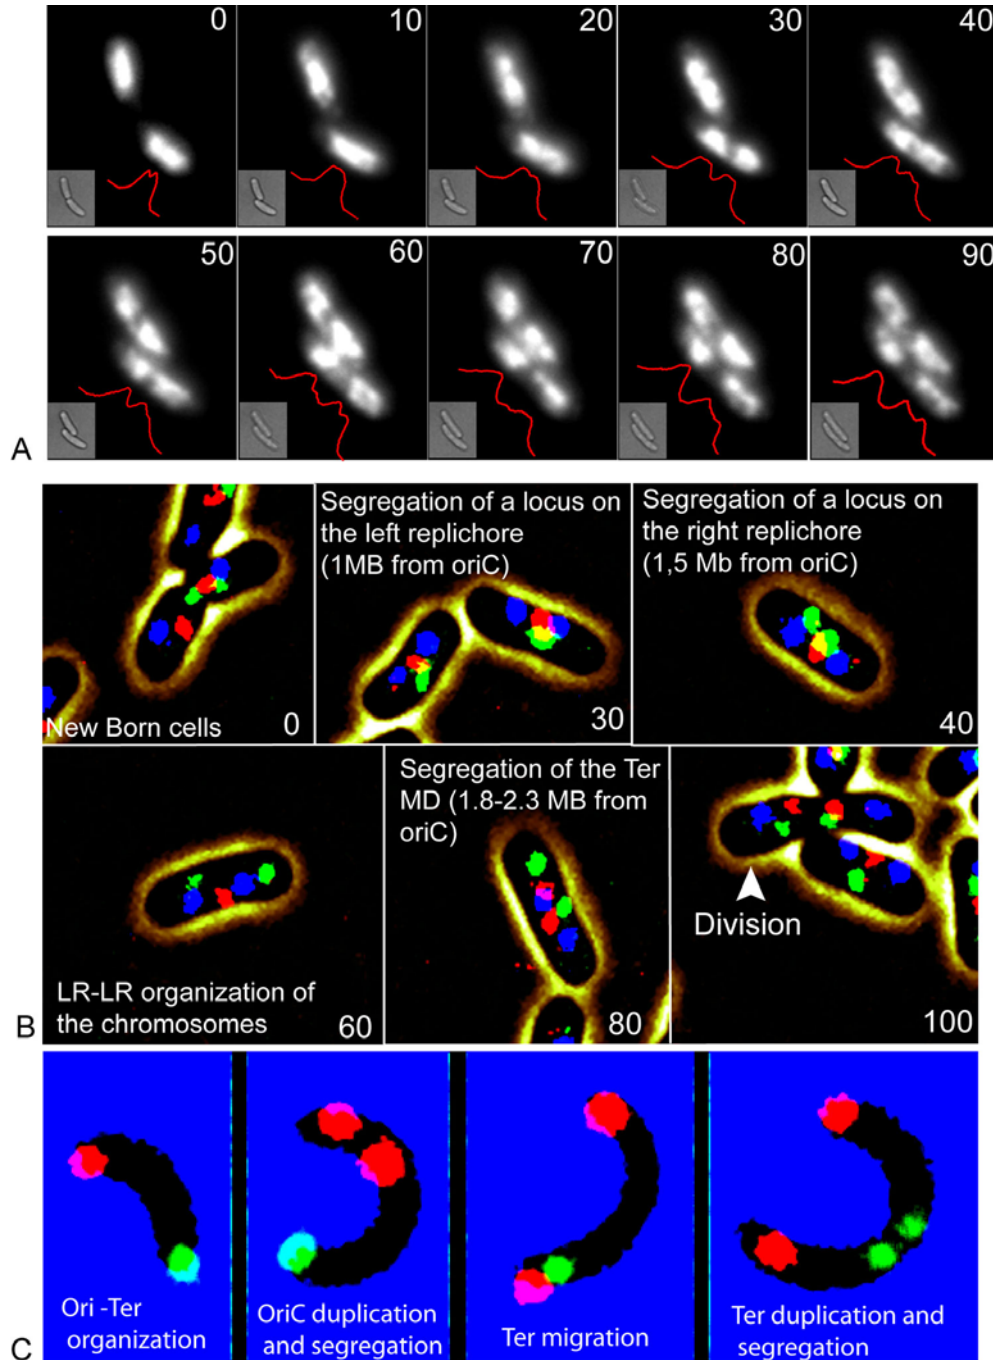 0 10 20 30 40
50 60 70 80 90
A
Segregation of a locus on
the left replichore
(1MB from oriC)
Segregation of a locus on
the right replichore
(1,5 Mb from oriC)
New Born cells
0
30
40
Segregation of the Ter
MD (1.8-2.3 MB from
oriC)
Division
LR-LR organization of
the chromosomes
60
80
100
B
Ori -Ter
organization
OriC duplication
and segregation
Ter migration
Ter duplication and
segregation
C